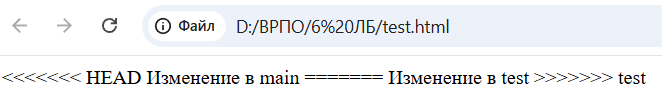 Файл D:/ВРПО/6%20ЛБ/test.html
<<<<<<< HEAD Изменение в main ======= Изменение в test >>>>>>> test